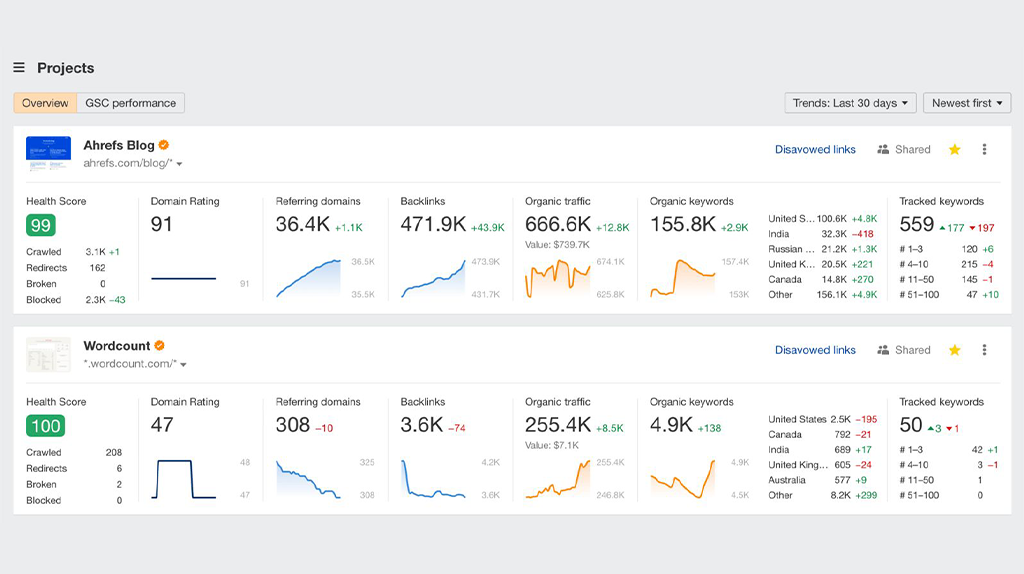 Projects
Overview GSC performance Trends: Last 30 days Newest first
Ahrefs Blog
ahrefs.com/blog/*
Disavowed links Shared
Health Score
99
Crawled 3.1K +1
Redirects 162
Broken 0
Blocked 2.3K –43
Domain Rating
91
91
Referring domains
36.4K +1.1K
36.5K
35.5K
Backlinks
471.9K +43.9K
473.9K
431.7K
Organic traffic
666.6K +12.8K
Value: $739.7K
674.1K
625.8K
Organic keywords
155.8K +2.9K
157.4K
153K
United S... 100.6K +4.8K
India 32.3K –418
Russian ... 21.2K +1.3K
United K... 20.5K +221
Canada 14.8K +270
Other 156.1K +4.9K
Tracked keywords
559 177 197
# 1–3 120 +6
# 4–10 215 –4
# 11–50 145 –1
# 51–100 47 +10
Wordcount
*.wordcount.com/*
Disavowed links Shared
Health Score
100
Crawled 208
Redirects 6
Broken 2
Blocked 0
Domain Rating
47
48
47
Referring domains
308 –10
325
308
Backlinks
3.6K –74
4.2K
3.6K
Organic traffic
255.4K +8.5K
Value: $7.1K
255.4K
246.8K
Organic keywords
4.9K +138
4.9K
4.5K
United States 2.5K –195
Canada 792 –21
India 689 +17
United King... 605 –24
Australia 577 +9
Other 8.2K +299
Tracked keywords
50 3 1
# 1–3 42 +1
# 4–10 3 –1
# 11–50 1
# 51–100 0